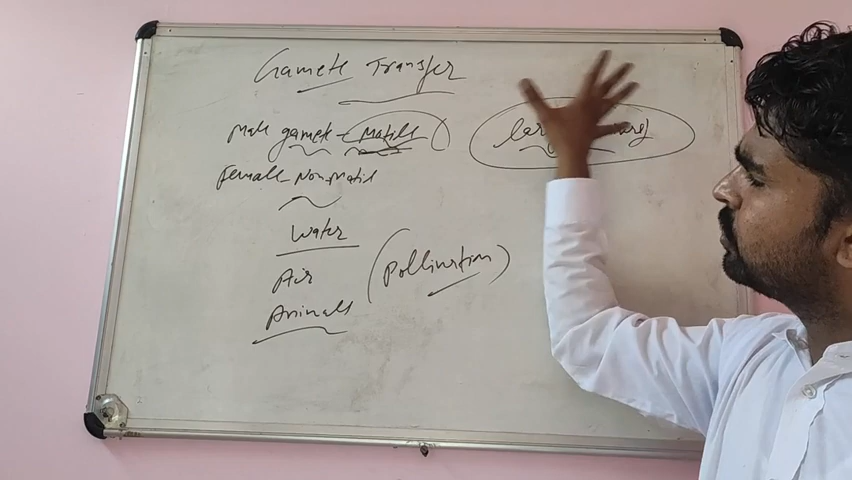 Gamete Transfer
Male gamete - Motile
Female - Non-motile
Water
Air
(Pollination)
Animals